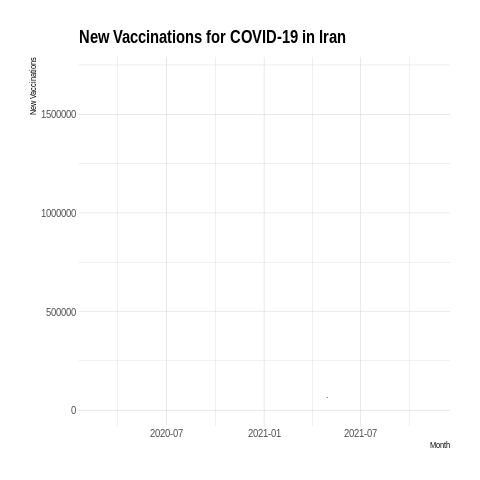 New Vaccinations for COVID-19 in Iran
New Vaccinations
1500000
1000000
500000
0
2020-07 2021-01 2021-07
Month